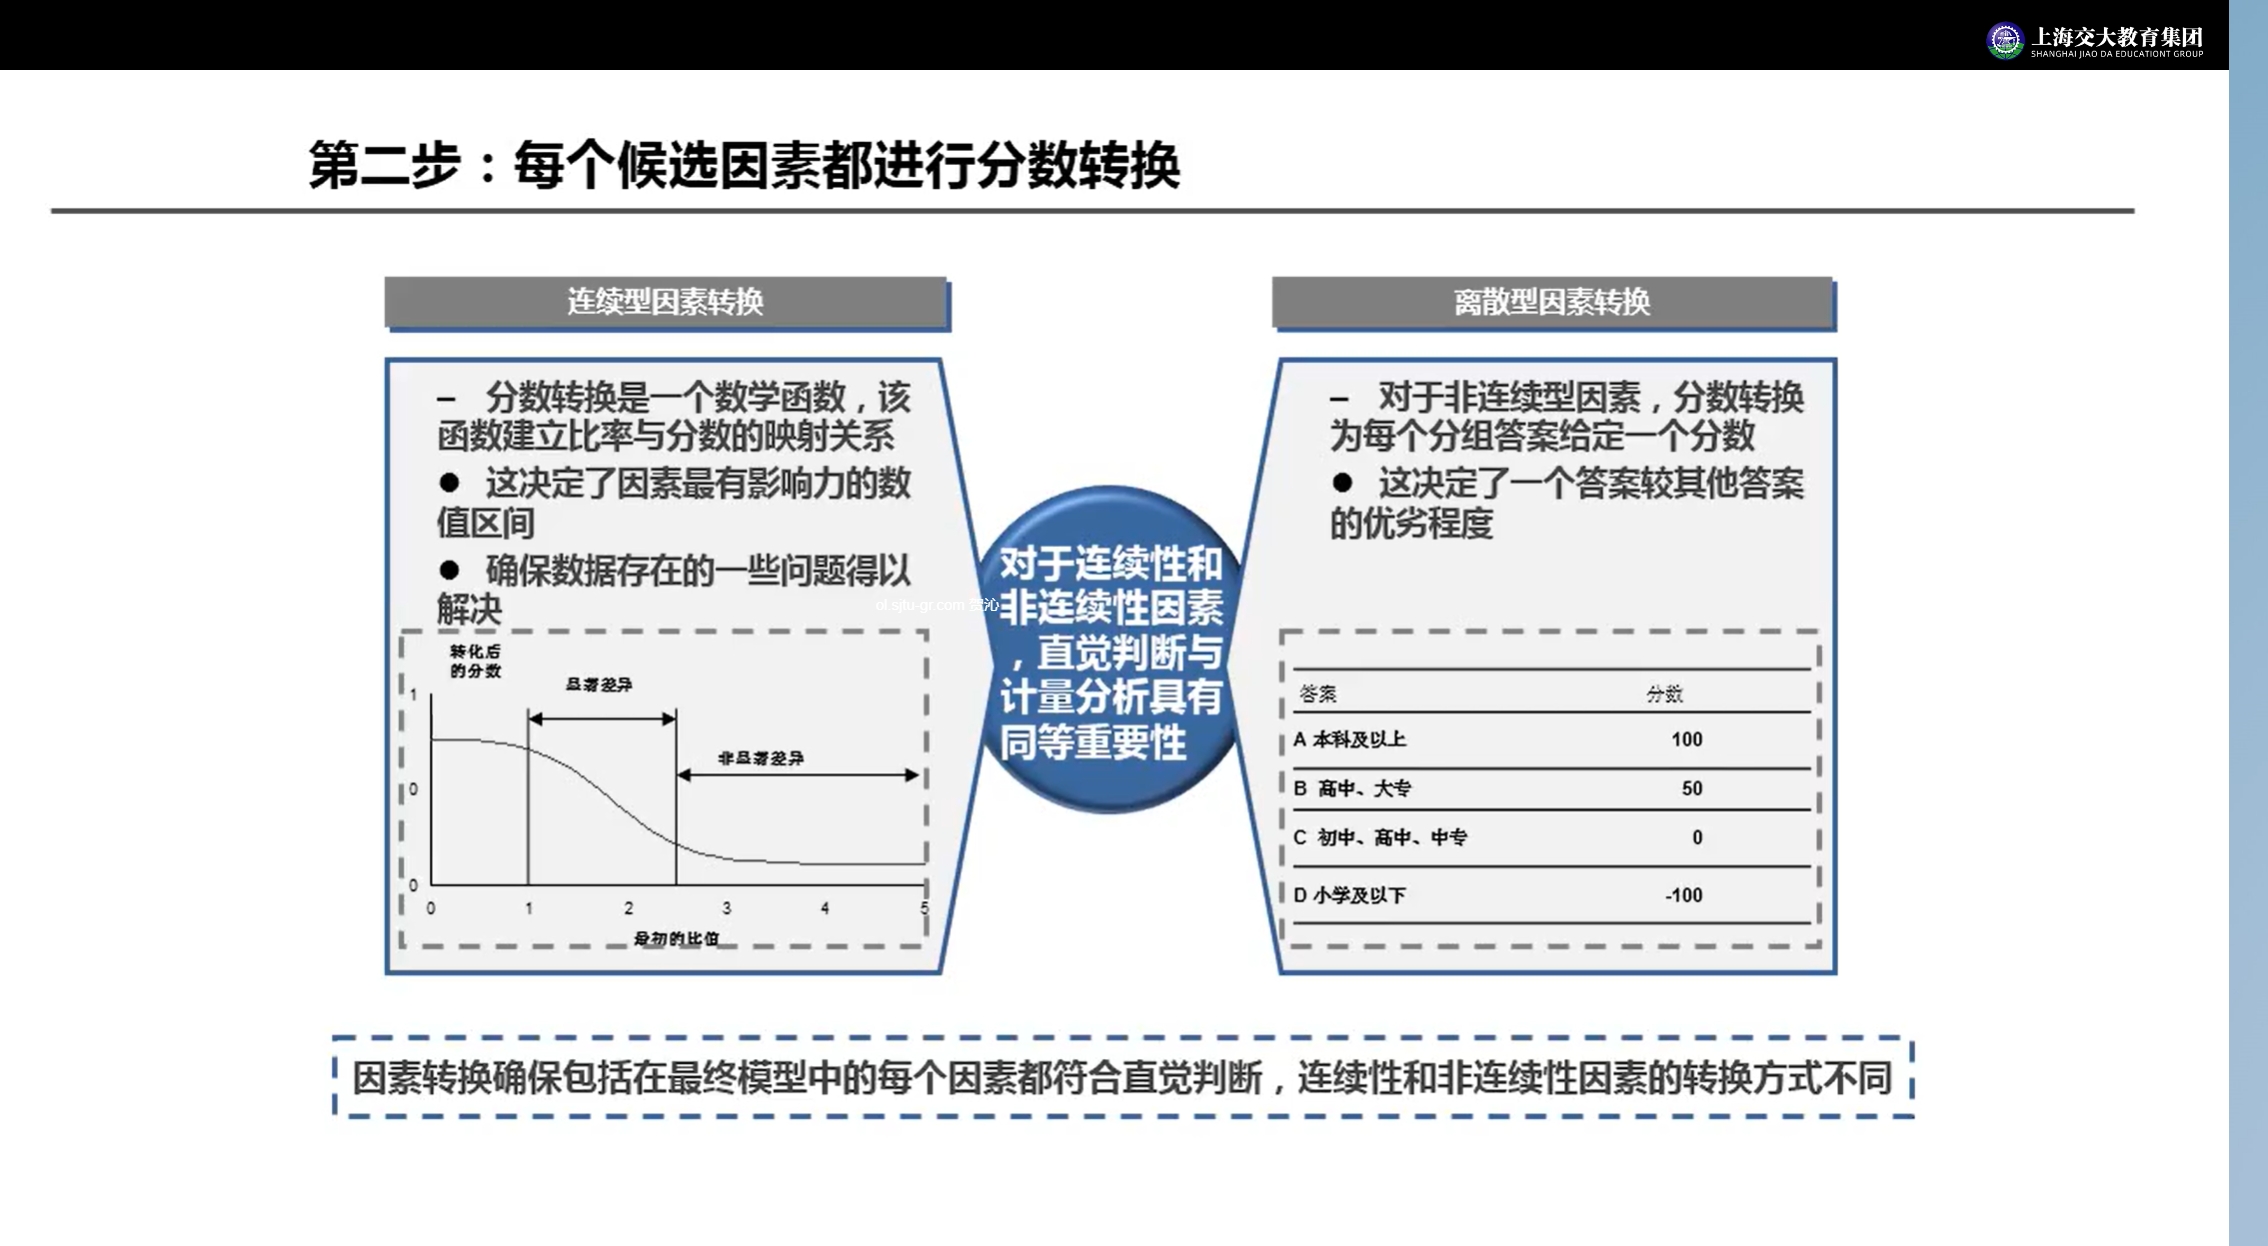 上海交大教育集团
SHANGHAI JIAO DA EDUCATIONT GROUP
第二步：每个候选因素都进行分数转换
连续型因素转换
– 分数转换是一个数学函数，该
函数建立比率与分数的映射关系
● 这决定了因素最有影响力的数
值区间
● 确保数据存在的一些问题得以
解决
转化后
的分数
显著差异
非显著差异
1
0
0
0 1 2 3 4 5
最初的比值
ol.sjtu-gr.com 贺沁
对于连续性和
非连续性因素
，直觉判断与
计量分析具有
同等重要性
离散型因素转换
– 对于非连续型因素，分数转换
为每个分组答案给定一个分数
● 这决定了一个答案较其他答案
的优劣程度
答案 分数
A 本科及以上 100
B 高中、大专 50
C 初中、高中、中专 0
D 小学及以下 -100
因素转换确保包括在最终模型中的每个因素都符合直觉判断，连续性和非连续性因素的转换方式不同